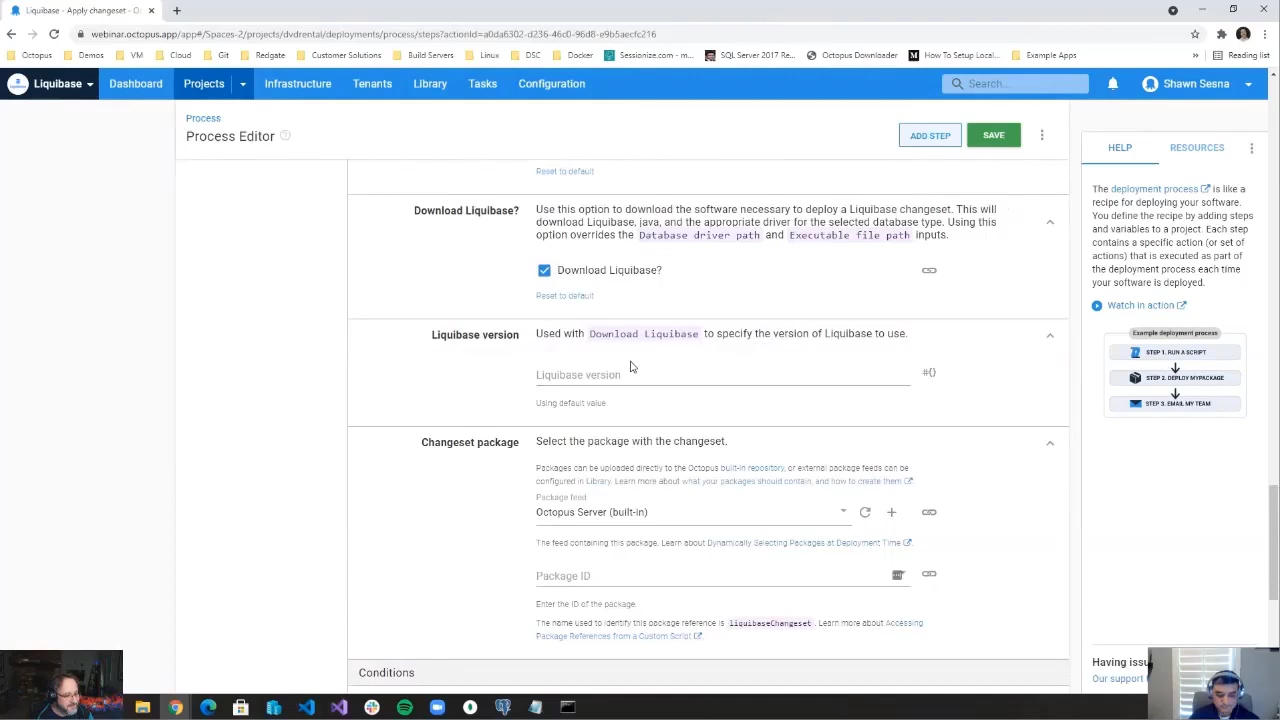 Liquibase - Apply changeset - Oc
webinar.octopus.app/app#/Spaces-2/projects/dvdrental/deployments/process/steps?actionId=a0da6302-d236-46c0-96d8-e9b5aecfc216
Octopus
Demos
VM
Cloud
Git
Redgate
Customer Solutions
Build Servers
Linux
DSC
Docker
Sessionize.com - m...
SQL Server 2017 Re...
Octopus Downloader
How To Setup Local...
Example Apps
Reading list
Liquibase
Dashboard
Projects
Infrastructure
Tenants
Library
Tasks
Configuration
Search...
Shawn Sesna
Process
Process Editor
ADD STEP
SAVE
Reset to default
Download Liquibase?
Use this option to download the software necessary to deploy a Liquibase changeset. This will
download Liquibase, java, and the appropriate driver for the selected database type. Using this
option overrides the Database driver path and Executable file path inputs.
Download Liquibase?
Reset to default
Liquibase version
Used with Download Liquibase to specify the version of Liquibase to use.
Liquibase version
#{}
Using default value.
Changeset package
Select the package with the changeset.
Packages can be uploaded directly to the Octopus built-in repository, or external package feeds can be
configured in Library. Learn more about what your packages should contain, and how to create them.
Package feed
Octopus Server (built-in)
The feed containing this package. Learn about Dynamically Selecting Packages at Deployment Time.
Package ID
Enter the ID of the package.
The name used to identify this package reference is liquibaseChangeset. Learn more about Accessing
Package References from a Custom Script.
Conditions
HELP
RESOURCES
The deployment process is like a
recipe for deploying your software.
You define the recipe by adding steps
and variables to a project. Each step
contains a specific action (or set of
actions) that is executed as part of
the deployment process each time
your software is deployed.
Watch in action
Example deployment process
STEP 1. RUN A SCRIPT
STEP 2. DEPLOY MYPACKAGE
STEP 3. EMAIL MY TEAM
Having issu
Our support